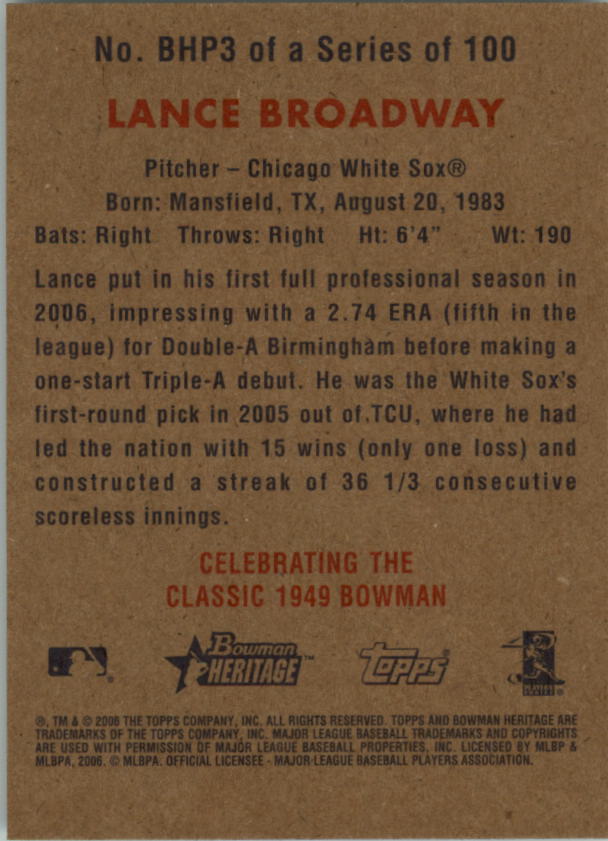 No. BHP3 of a Series of 100
LANCE BROADWAY
Pitcher – Chicago White Sox®
Born: Mansfield, TX, August 20, 1983
Bats: Right Throws: Right Ht: 6'4" Wt: 190
Lance put in his first full professional season in
2006, impressing with a 2.74 ERA (fifth in the
league) for Double-A Birmingham before making a
one-start Triple-A debut. He was the White Sox's
first-round pick in 2005 out of TCU, where he had
led the nation with 15 wins (only one loss) and
constructed a streak of 36 1/3 consecutive
scoreless innings.
CELEBRATING THE
CLASSIC 1949 BOWMAN
Bowman
HERITAGE™
Topps®
PLAYERS
®, TM & © 2006 THE TOPPS COMPANY, INC. ALL RIGHTS RESERVED. TOPPS AND BOWMAN HERITAGE ARE
TRADEMARKS OF THE TOPPS COMPANY, INC. MAJOR LEAGUE BASEBALL TRADEMARKS AND COPYRIGHTS
ARE USED WITH PERMISSION OF MAJOR LEAGUE BASEBALL PROPERTIES, INC. LICENSED BY MLBP &
MLBPA, 2006. © MLBPA. OFFICIAL LICENSEE - MAJOR LEAGUE BASEBALL PLAYERS ASSOCIATION.